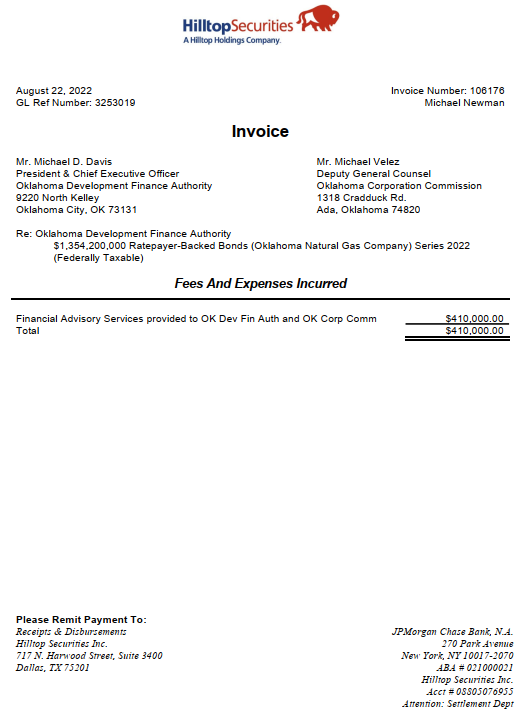 HilltopSecurities
A Hilltop Holdings Company.
August 22, 2022
GL Ref Number: 3253019
Invoice Number: 106176
Michael Newman
Invoice
Mr. Michael D. Davis
President & Chief Executive Officer
Oklahoma Development Finance Authority
9220 North Kelley
Oklahoma City, OK 73131
Mr. Michael Velez
Deputy General Counsel
Oklahoma Corporation Commission
1318 Cradduck Rd.
Ada, Oklahoma 74820
Re: Oklahoma Development Finance Authority
$1,354,200,000 Ratepayer-Backed Bonds (Oklahoma Natural Gas Company) Series 2022
(Federally Taxable)
Fees And Expenses Incurred
Financial Advisory Services provided to OK Dev Fin Auth and OK Corp Comm $410,000.00
Total $410,000.00
Please Remit Payment To:
Receipts & Disbursements
Hilltop Securities Inc.
717 N. Harwood Street, Suite 3400
Dallas, TX 75201
JPMorgan Chase Bank, N.A.
270 Park Avenue
New York, NY 10017-2070
ABA # 021000021
Hilltop Securities Inc.
Acct # 08805076955
Attention: Settlement Dept